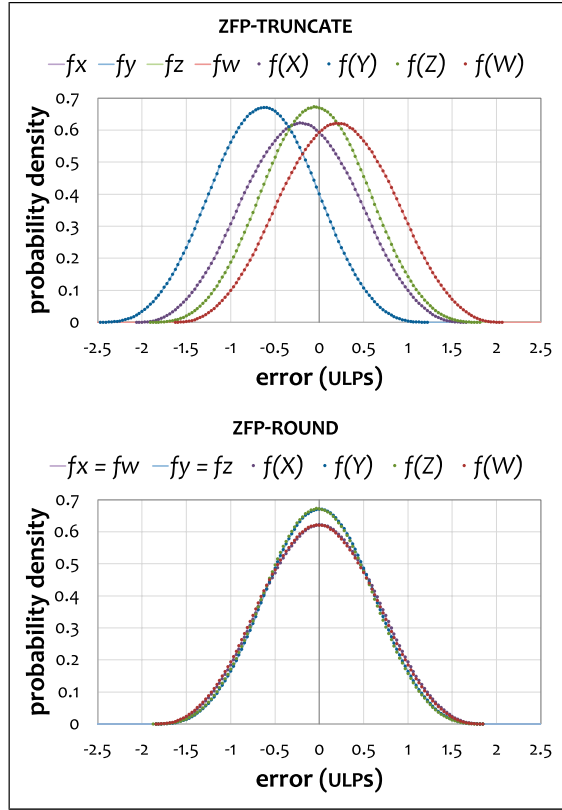 ZFP-TRUNCATE
fx fy fz fw f(X) f(Y) f(Z) f(W)
0.7
0.6
0.5
0.4
0.3
0.2
0.1
0
probability density
-2.5 -2 -1.5 -1 -0.5 0 0.5 1 1.5 2 2.5
error (ULPs)
ZFP-ROUND
fx = fw fy = fz f(X) f(Y) f(Z) f(W)
0.7
0.6
0.5
0.4
0.3
0.2
0.1
0
probability density
-2.5 -2 -1.5 -1 -0.5 0 0.5 1 1.5 2 2.5
error (ULPs)